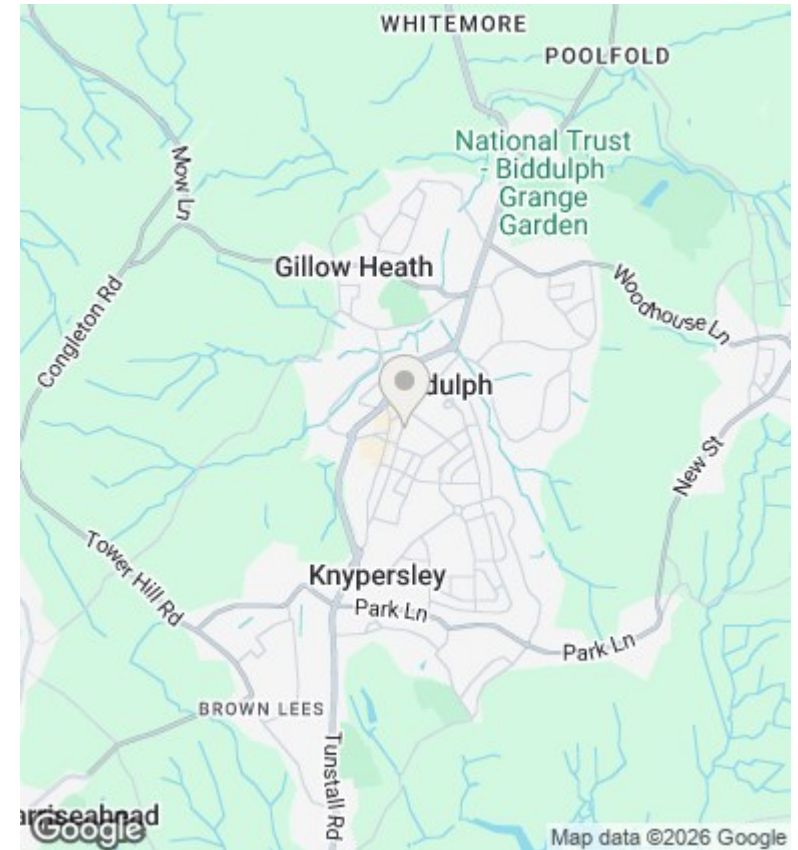 WHITEMORE
POOLFOLD
National Trust
- Biddulph
Grange
Garden
Mow Ln
Gillow Heath
Woodhouse Ln
Congleton Rd
dulph
New St
Tower Hill Rd
Knypersley
Park Ln
Park Ln
BROWN LEES
Tunstall Rd
arriseahnad
Google
Map data ©2026 Google